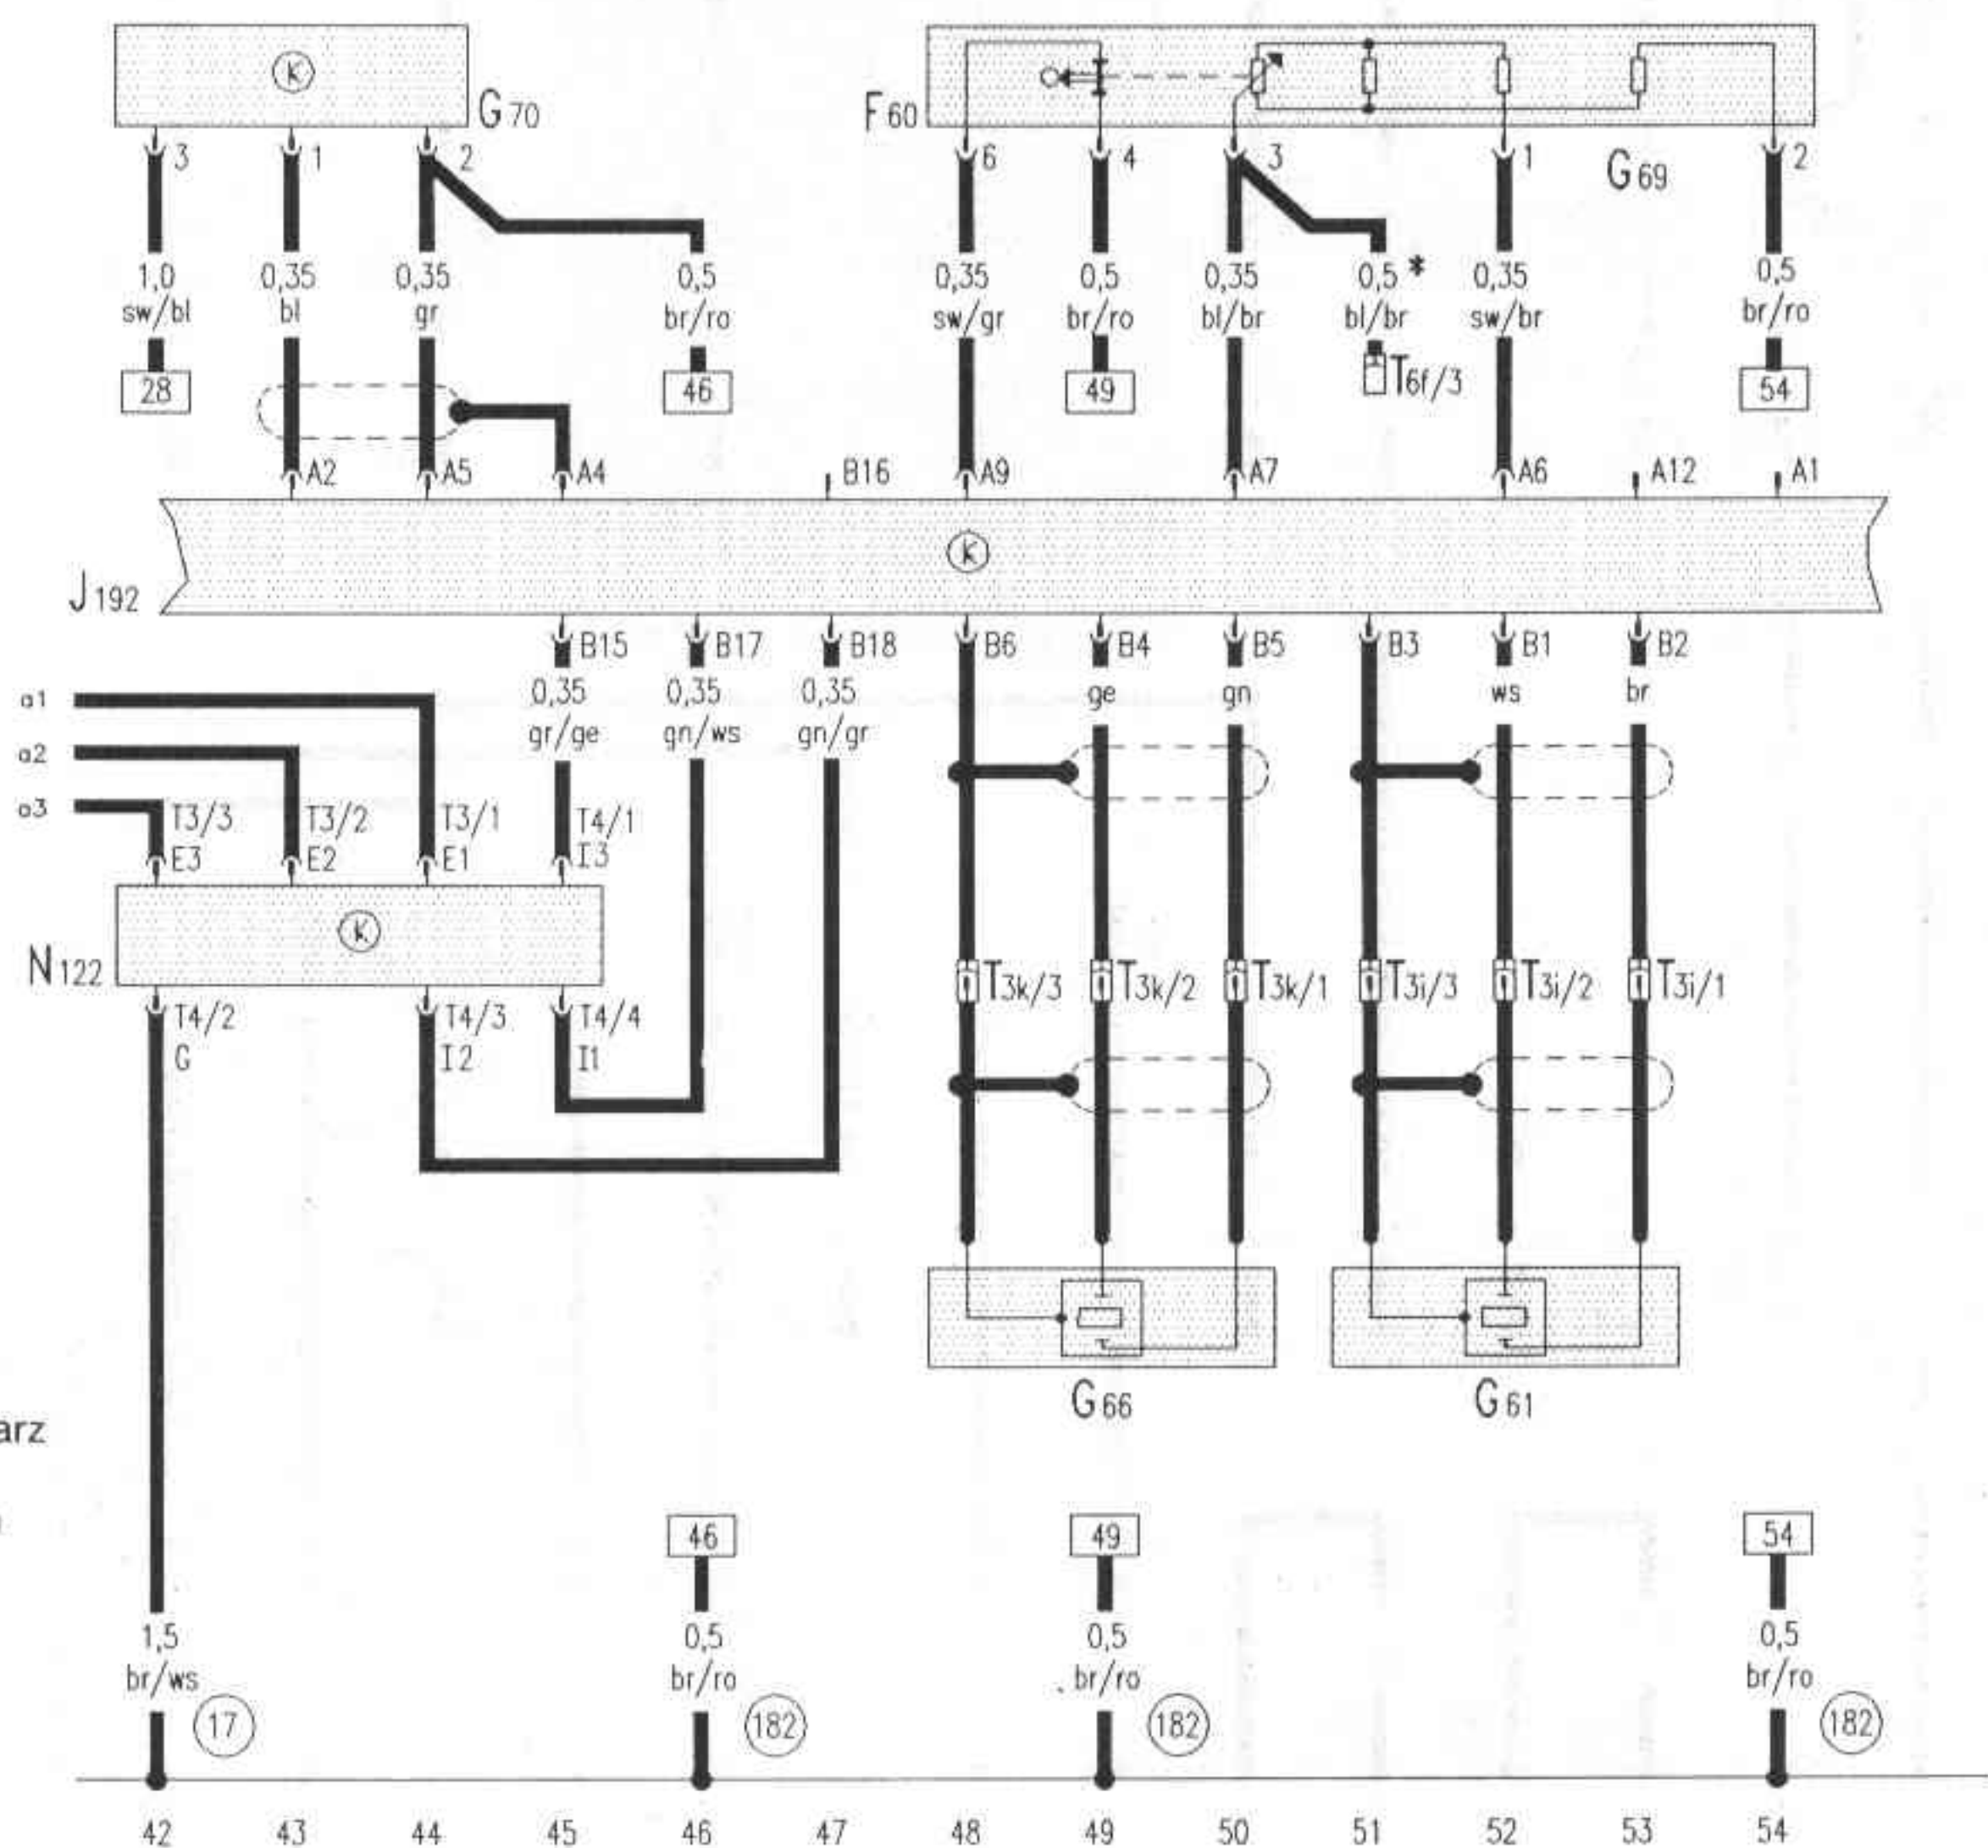 K K
G70 F60 G69
3 1 2 6 4 3 1 2
1,0 0,35 0,35 0,5 0,35 0,5 0,35 0,5 * 0,35 0,5
sw/bl bl gr br/ro sw/gr br/ro bl/br bl/br sw/br br/ro
28 46 49 T6f/3 54
A2 A5 A4 B16 A9 A7 A6 A12 A1
K
J192
B15 B17 B18 B6 B4 B5 B3 B1 B2
a1 0,35 0,35 0,35 ge gn ws br
gr/ge gn/ws gn/gr
a2
a3 T3/3 T3/2 T3/1 T4/1
E3 E2 E1 I3
K
N122 T3k/3 T3k/2 T3k/1 T3i/3 T3i/2 T3i/1
T4/2 T4/3 T4/4
G I2 I1
G66 G61
arz
46 49 54
1,5 0,5 0,5 0,5
br/ws br/ro br/ro br/ro
17 182 182 182
42 43 44 45 46 47 48 49 50 51 52 53 54